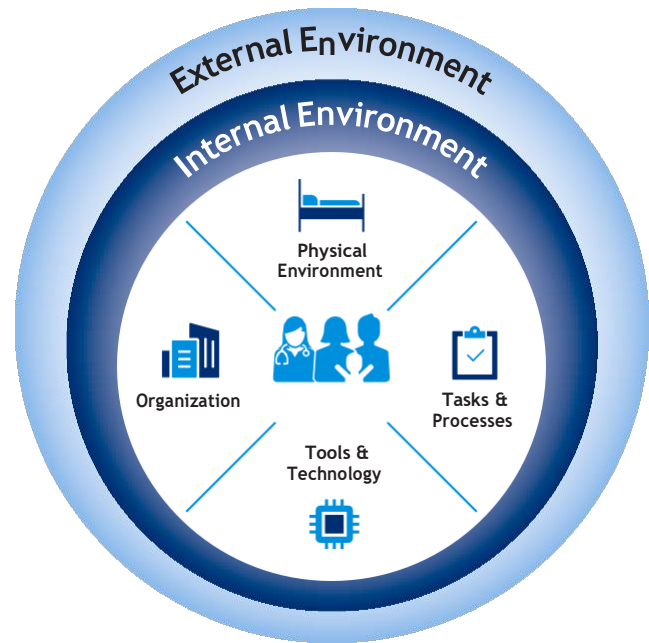 External Environment
Internal Environment
Physical
Environment
Organization
Tasks &
Processes
Tools &
Technology